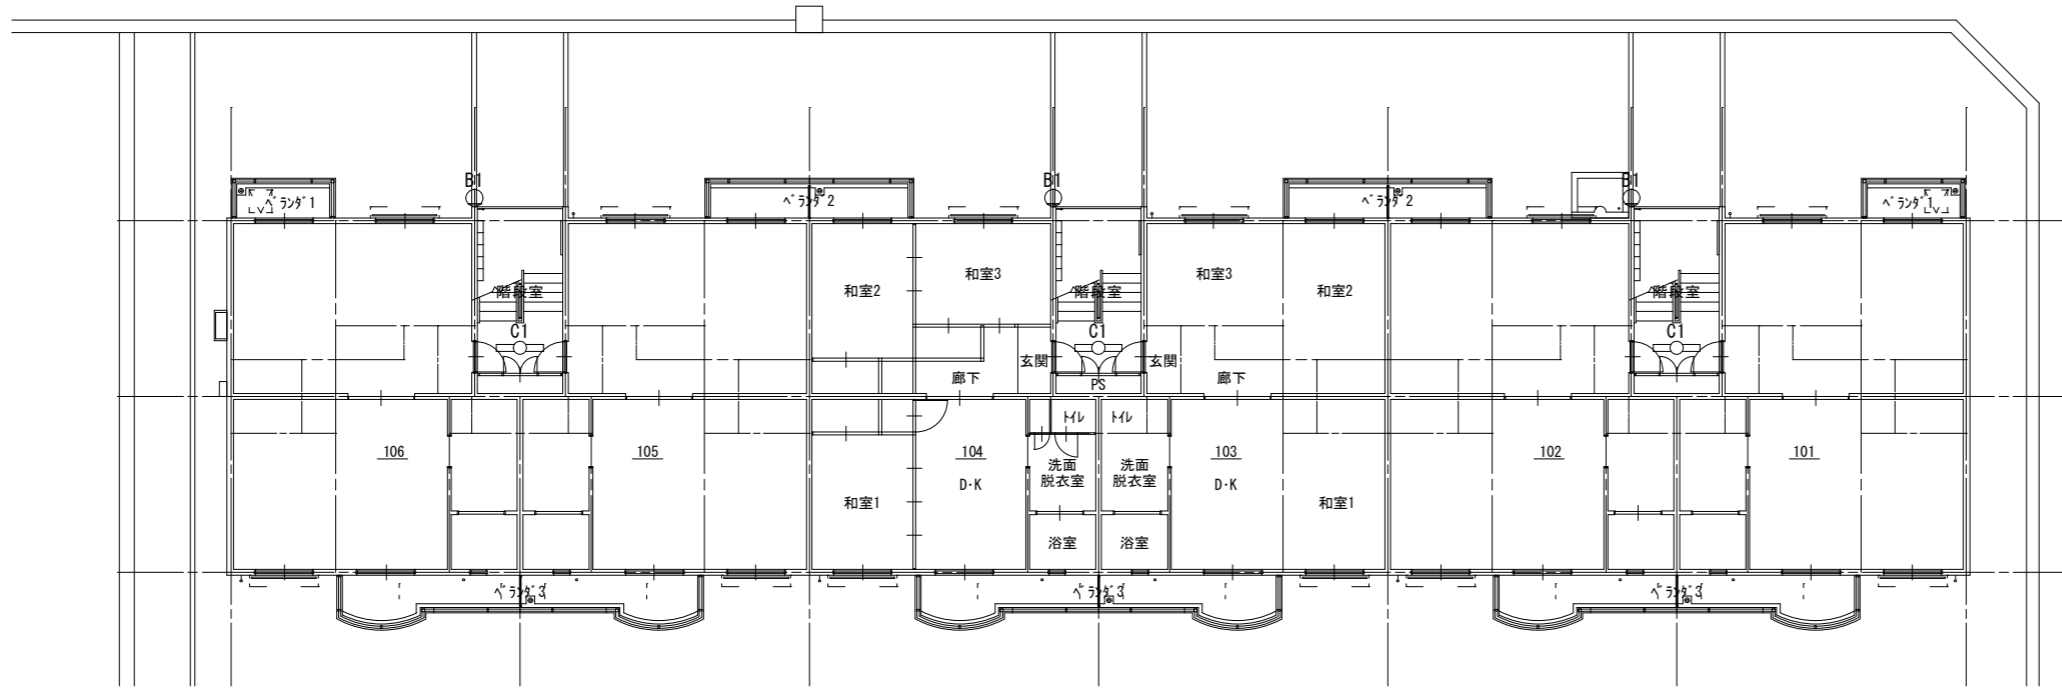 B1
B1
B1
ベランダ1
ベランダ2
ベランダ2
ベランダ1
和室3
和室3
和室2
和室2
階段室
階段室
階段室
C1
C1
C1
玄関
玄関
廊下
廊下
PS
トイレ
トイレ
106
105
104
103
102
101
洗面
脱衣室
洗面
脱衣室
D・K
D・K
和室1
和室1
浴室
浴室
ベランダ3
ベランダ3
ベランダ3